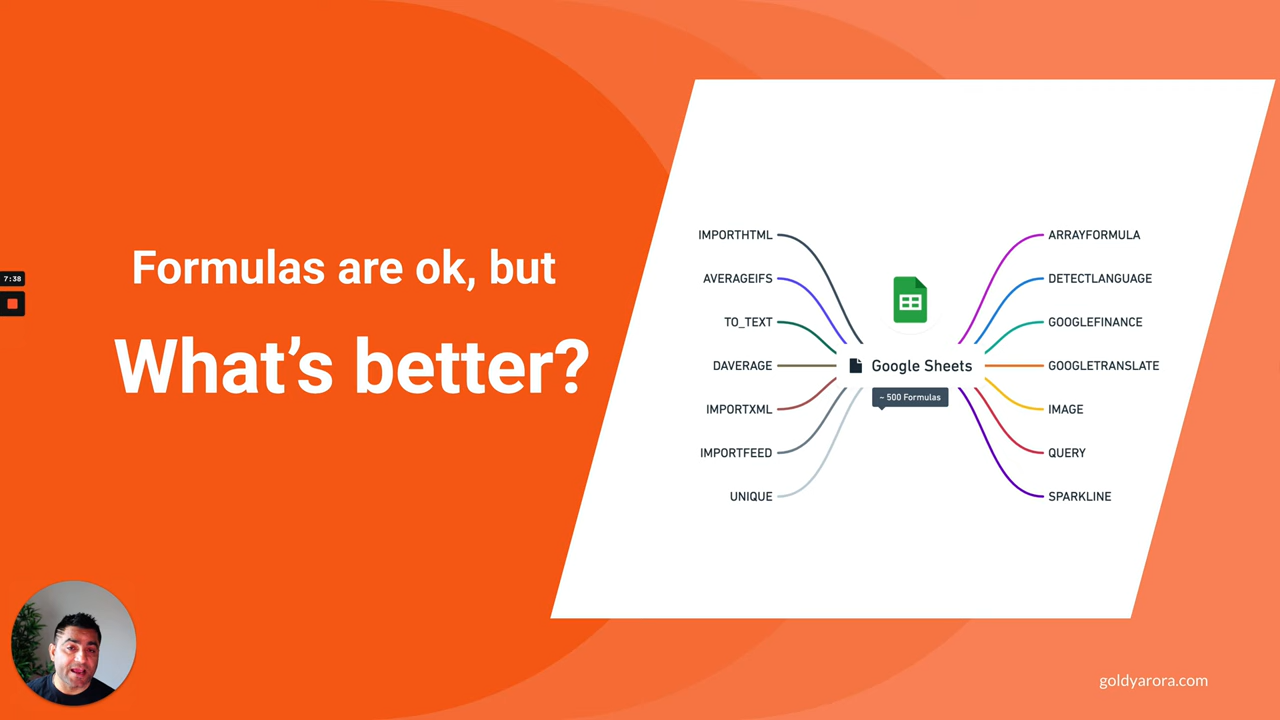 Formulas are ok, but
What's better?
7:38
IMPORTHTML
AVERAGEIFS
TO_TEXT
DAVERAGE
IMPORTXML
IMPORTFEED
UNIQUE
Google Sheets
~ 500 Formulas
ARRAYFORMULA
DETECTLANGUAGE
GOOGLEFINANCE
GOOGLETRANSLATE
IMAGE
QUERY
SPARKLINE
goldyarora.com